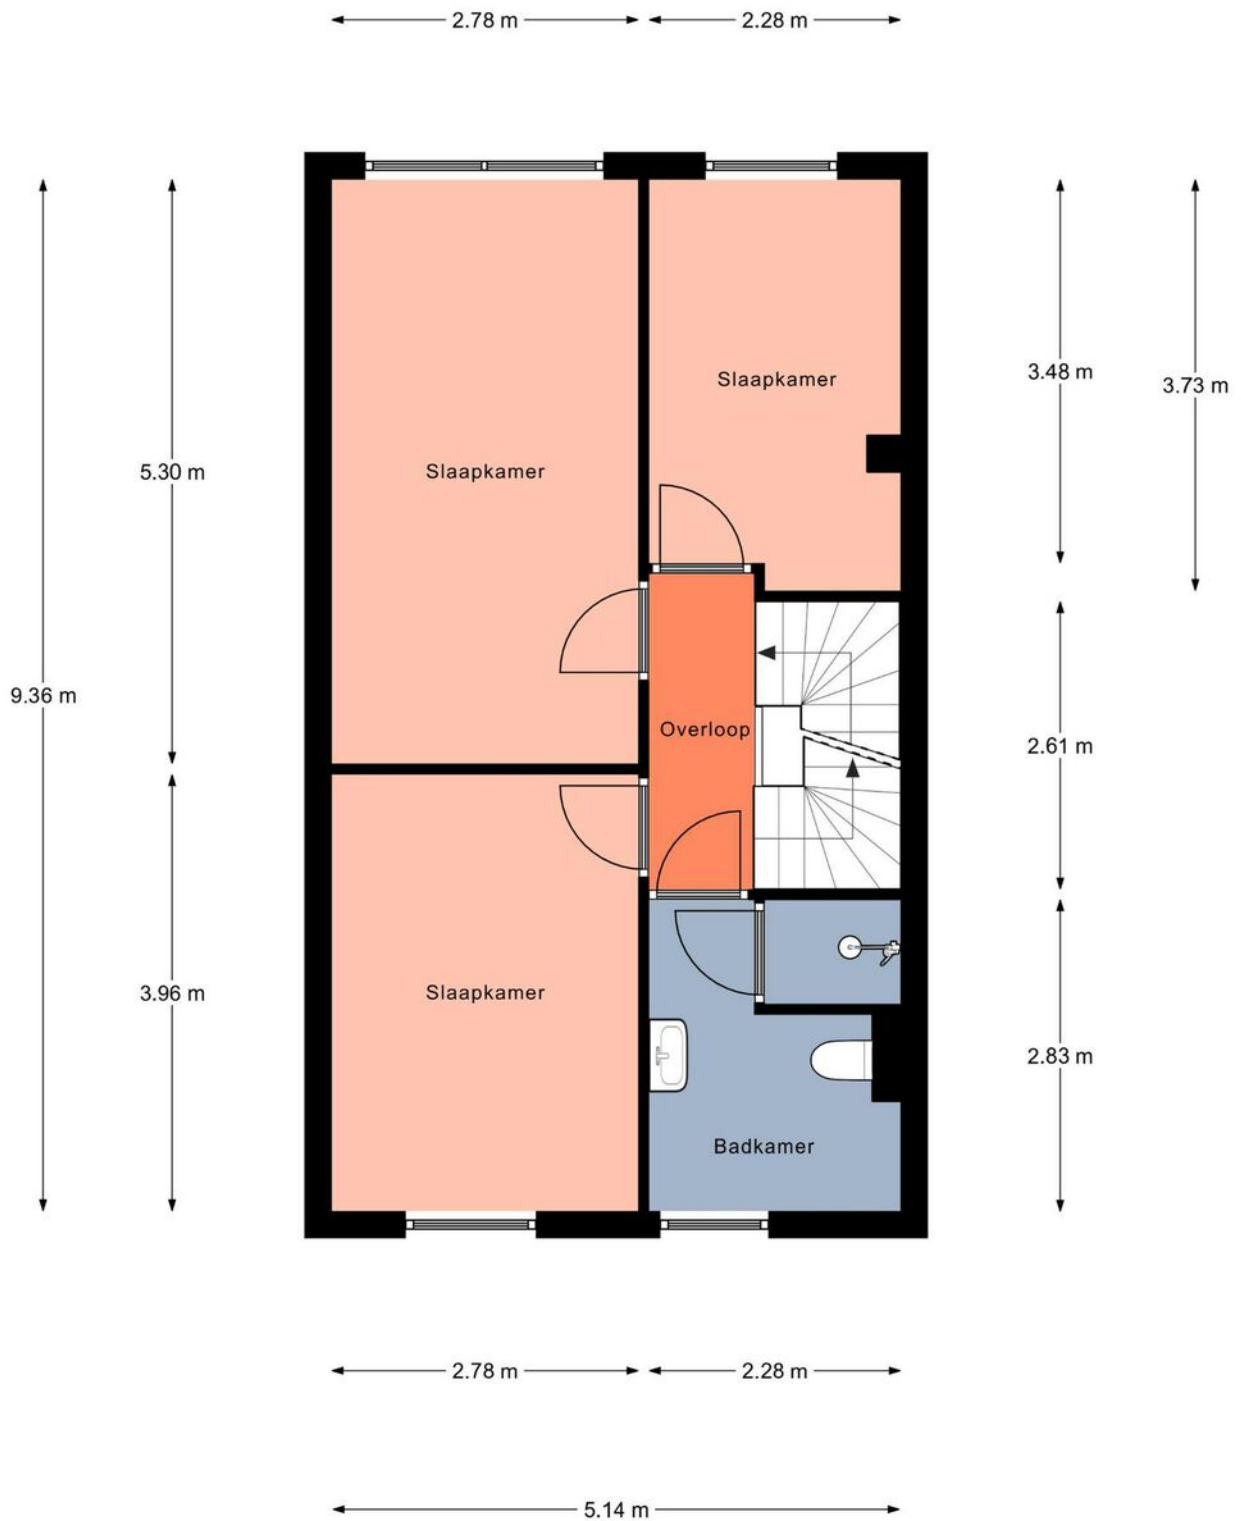 2.78 m
2.28 m
Slaapkamer
3.48 m
3.73 m
Slaapkamer
5.30 m
9.36 m
Overloop
2.61 m
Slaapkamer
3.96 m
2.83 m
Badkamer
2.78 m
2.28 m
5.14 m